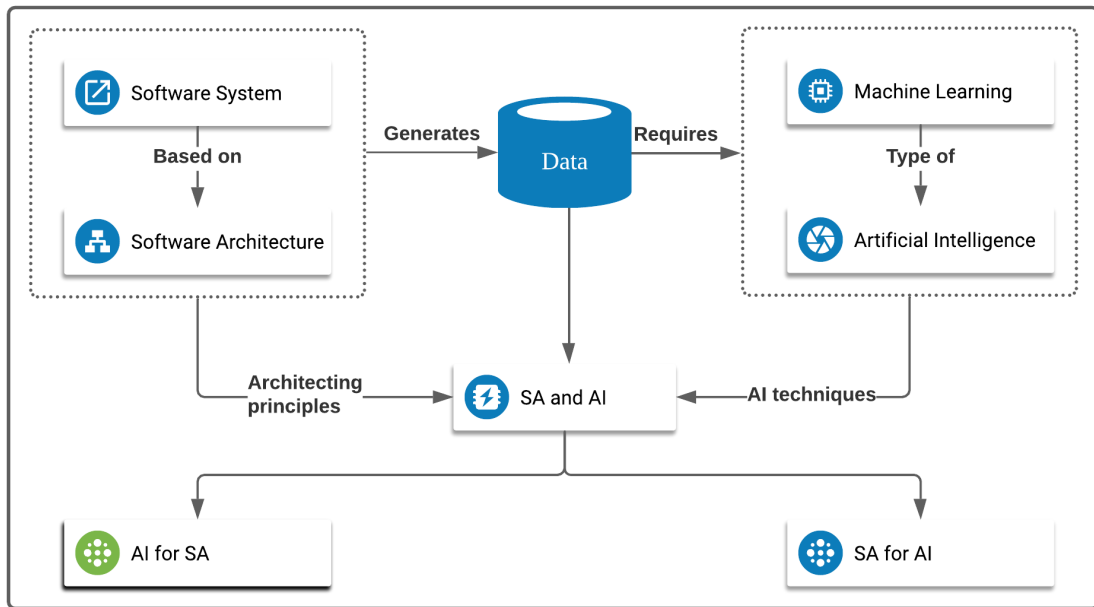 Software System
Based on
Software Architecture
Generates
Data
Requires
Machine Learning
Type of
Artificial Intelligence
Architecting
principles
SA and AI
AI techniques
AI for SA
SA for AI